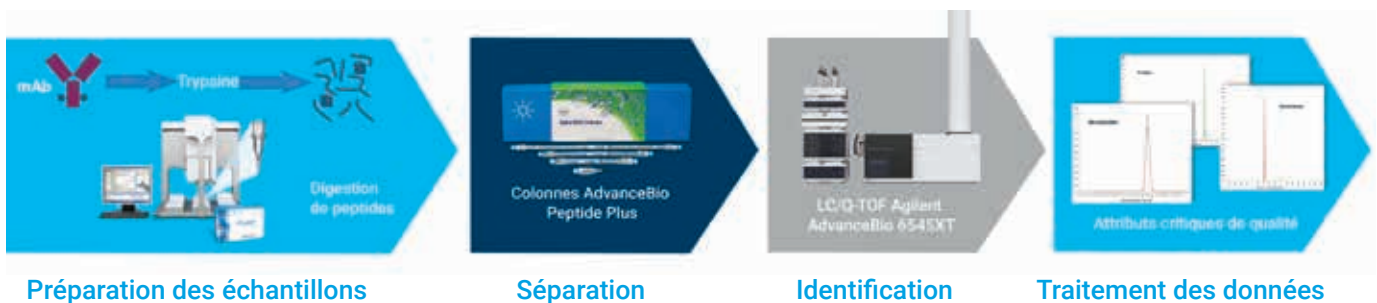 mAb
Trypsine
Digestion
de peptides
Préparation des échantillons
Colonnes AdvanceBio
Peptide Plus
Séparation
LC/Q-TOF Agilent
AdvanceBio 6545XT
Identification
Attributs critiques de qualité
Traitement des données